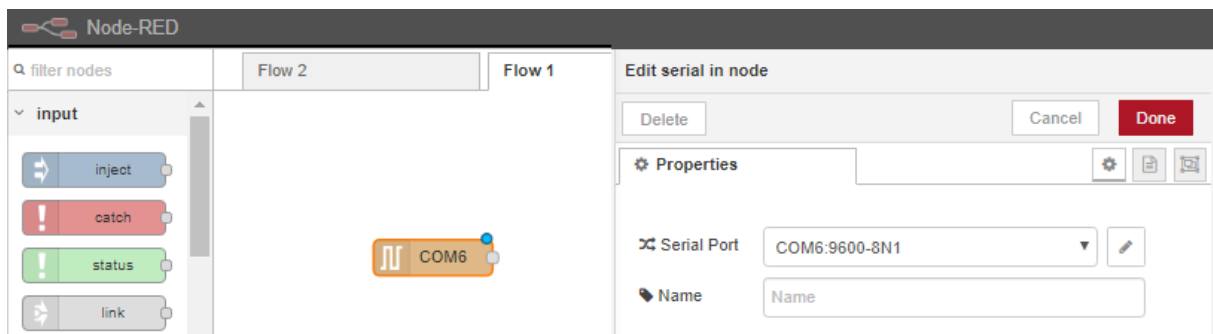 Node-RED
filter nodes
Flow 2
Flow 1
Edit serial in node
input
Delete
Cancel
Done
inject
Properties
catch
COM6
Serial Port
COM6:9600-8N1
status
Name
Name
link